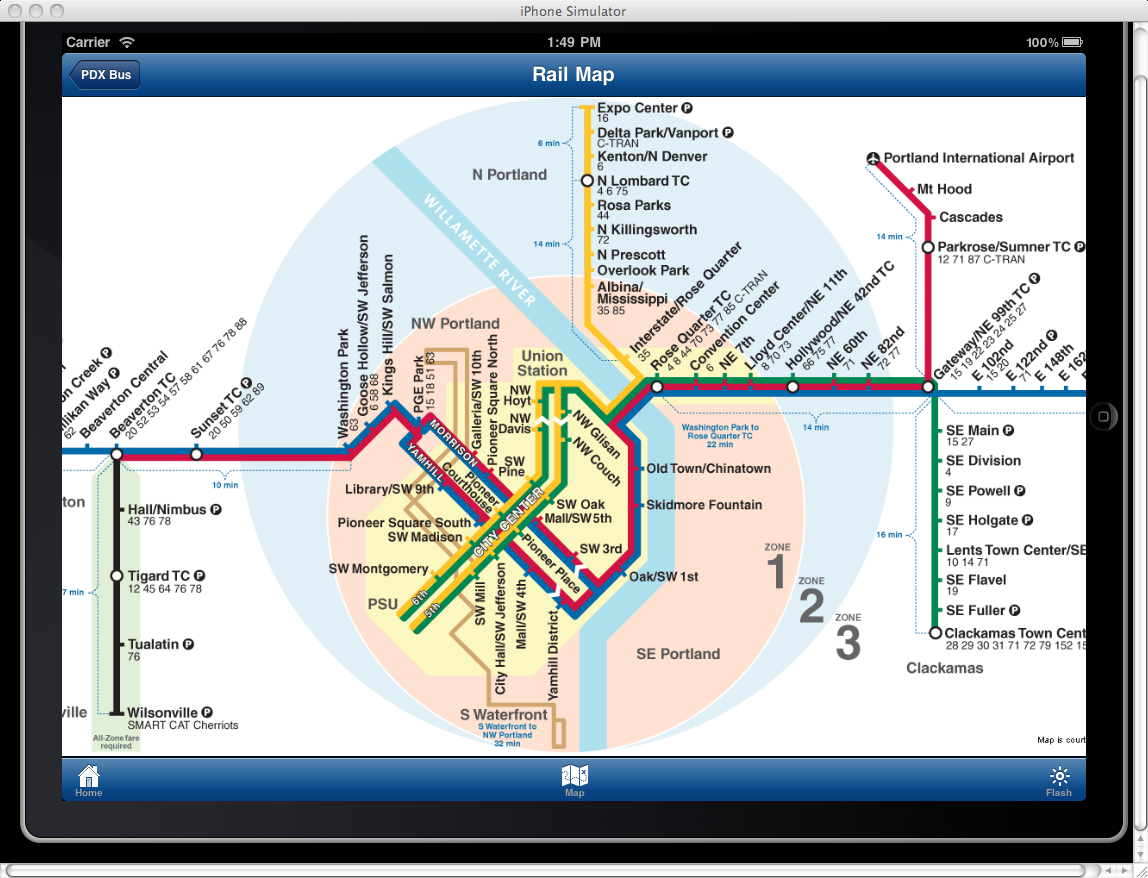 iPhone Simulator
Carrier
1:49 PM
100%
PDX Bus
Rail Map
Expo Center P
16
Delta Park/Vanport P
C-TRAN
6 min
Kenton/N Denver
6
N Portland
N Lombard TC
4 6 75
Rosa Parks
44
N Killingsworth
72
14 min
N Prescott
Overlook Park
Albina/
Mississippi
35 85
WILLAMETTE RIVER
Portland International Airport
Mt Hood
Cascades
14 min
Parkrose/Sumner TC P
12 71 87 C-TRAN
Interstate/Rose Quarter
35
Rose Quarter TC
4 8 44 70 73 77 85 C-TRAN
Convention Center
6
NE 7th
Lloyd Center/NE 11th
8 70 73
Hollywood/NE 42nd TC
66 75 77
NE 60th
71
NE 82nd
72 77
Gateway/NE 99th TC P
15 19 22 23 24 25 27
E 102nd
15 20
E 122nd P
71
E 148th
E 162
on Creek P
llikan Way P
62
Beaverton Central
Beaverton TC
20 52 53 54 57 58 61 67 76 78 88
Sunset TC P
20 50 59 62 89
Washington Park
63
Goose Hollow/SW Jefferson
6 58 68
Kings Hill/SW Salmon
NW Portland
PGE Park
15 18 51 63
Galleria/SW 10th
Pioneer Square North
Union
Station
NW
Hoyt
NW
Davis
NW Glisan
NW Couch
SW
Pine
MORRISON
YAMHILL
Pioneer
Courthouse
Library/SW 9th
Pioneer Square South
SW Madison
SW Montgomery
CITY CENTER
SW Oak
Mall/SW 5th
SW 3rd
Pioneer Place
Old Town/Chinatown
Skidmore Foundation
Oak/SW 1st
PSU
6th
5th
SW Mill
City Hall/SW Jefferson
Mall/SW 4th
Yamhill District
Washington Park to
Rose Quarter TC
22 min
14 min
10 min
ton
Hall/Nimbus P
43 76 78
Tigard TC P
12 45 64 76 78
7 min
Tualatin P
76
ville
Wilsonville P
SMART CAT Cherriots
All-Zone fare
required
SE Main P
15 27
SE Division
4
SE Powell P
9
SE Holgate P
17
16 min
Lents Town Center/SE
10 14 71
SE Flavel
19
SE Fuller P
Clackamas Town Cent
28 29 30 31 71 72 79 152 15
Clackamas
ZONE
1
ZONE
2
ZONE
3
SE Portland
S Waterfront
S Waterfront to
NW Portland
32 min
Map is court
Home
Map
Flash